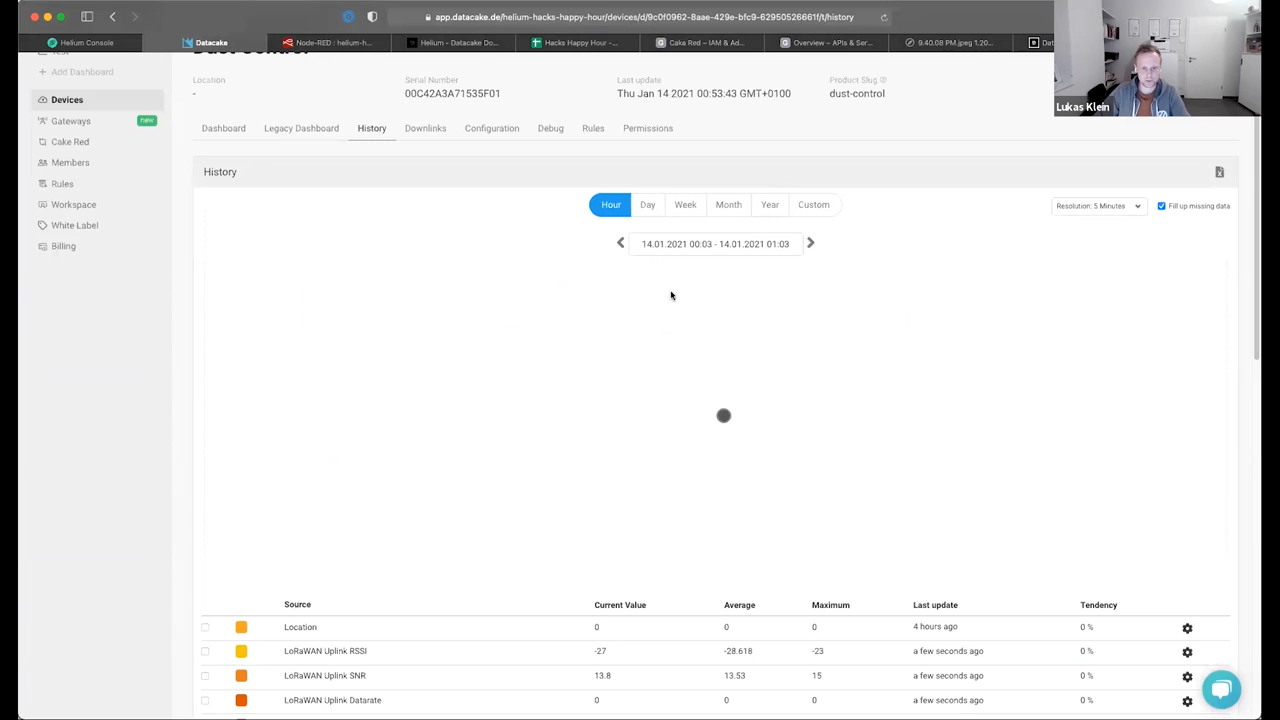 app.datacake.de/helium-hacks-happy-hour/devices/d/9c0f0962-8aae-429e-bfc9-62950526661f/t/history
Helium Console
Datacake
Node-RED : helium-h...
Helium - Datacake Do...
Hacks Happy Hour -...
Cake Red – IAM & Ad...
Overview – APIs & Ser...
9.40.08 PM.jpeg 1.20...
Dat
Lukas Klein
Add Dashboard
Devices
Gateways
new
Cake Red
Members
Rules
Workspace
White Label
Billing
Location
-
Serial Number
00C42A3A71535F01
Last update
Thu Jan 14 2021 00:53:43 GMT+0100
Product Slug
dust-control
Dashboard
Legacy Dashboard
History
Downlinks
Configuration
Debug
Rules
Permissions
History
Hour
Day
Week
Month
Year
Custom
Resolution: 5 Minutes
Fill up missing data
14.01.2021 00:03 - 14.01.2021 01:03
Source Current Value Average Maximum Last update Tendency
Location 0 0 0 4 hours ago 0 %
LoRaWAN Uplink RSSI -27 -28.618 -23 a few seconds ago 0 %
LoRaWAN Uplink SNR 13.8 13.53 15 a few seconds ago 0 %
LoRaWAN Uplink Datarate 0 0 0 a few seconds ago 0 %